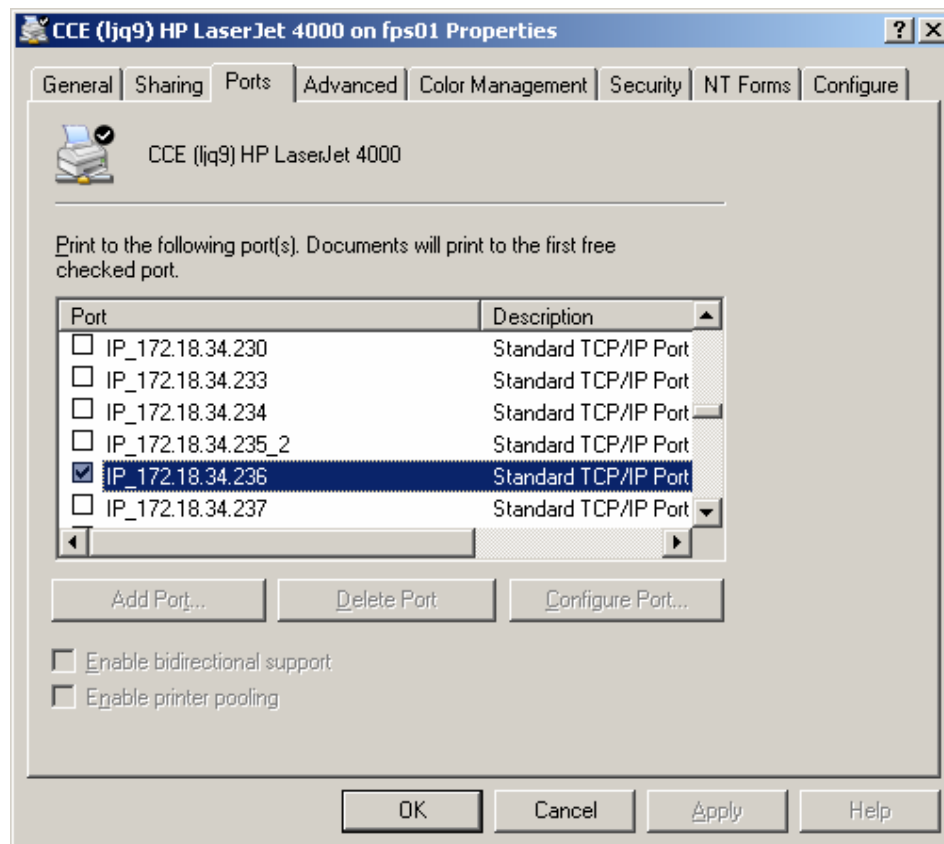 CCE (ljq9) HP LaserJet 4000 on fps01 Properties
General Sharing Ports Advanced Color Management Security NT Forms Configure
CCE (ljq9) HP LaserJet 4000
Print to the following port(s). Documents will print to the first free
checked port.
Port Description
IP_172.18.34.230 Standard TCP/IP Port
IP_172.18.34.233 Standard TCP/IP Port
IP_172.18.34.234 Standard TCP/IP Port
IP_172.18.34.235_2 Standard TCP/IP Port
IP_172.18.34.236 Standard TCP/IP Port
IP_172.18.34.237 Standard TCP/IP Port
Add Port... Delete Port Configure Port...
Enable bidirectional support
Enable printer pooling
OK Cancel Apply Help